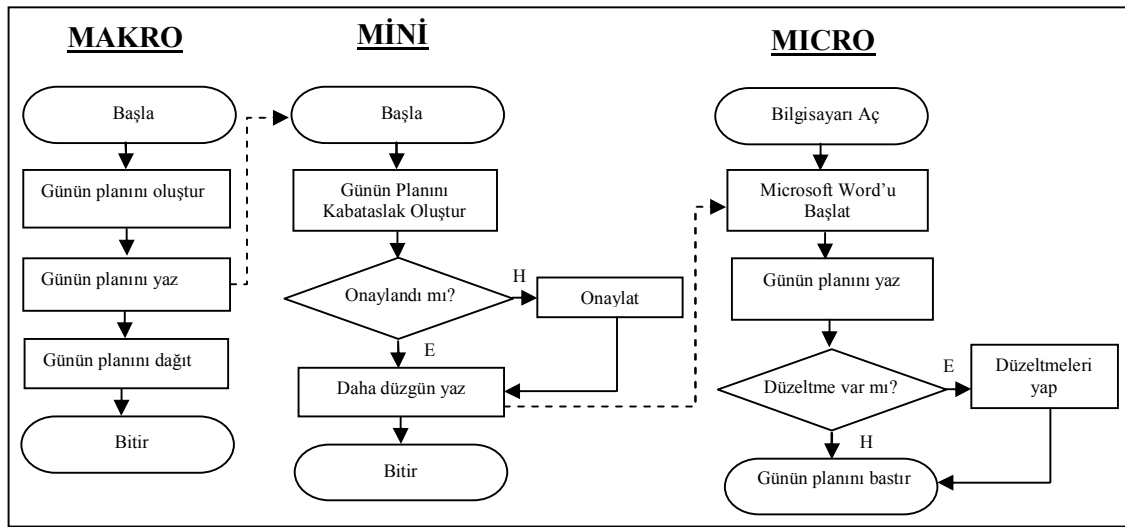 MAKRO
Başla
Günün planını oluştur
Günün planını yaz
Günün planını dağıt
Bitir
MİNİ
Başla
Günün Planını
Kabataslak Oluştur
Onaylandı mı?
H
Onaylat
E
Daha düzgün yaz
Bitir
MICRO
Bilgisayarı Aç
Microsoft Word’u
Başlat
Günün planını yaz
Düzeltme var mı?
E
Düzeltmeleri
yap
H
Günün planını bastır